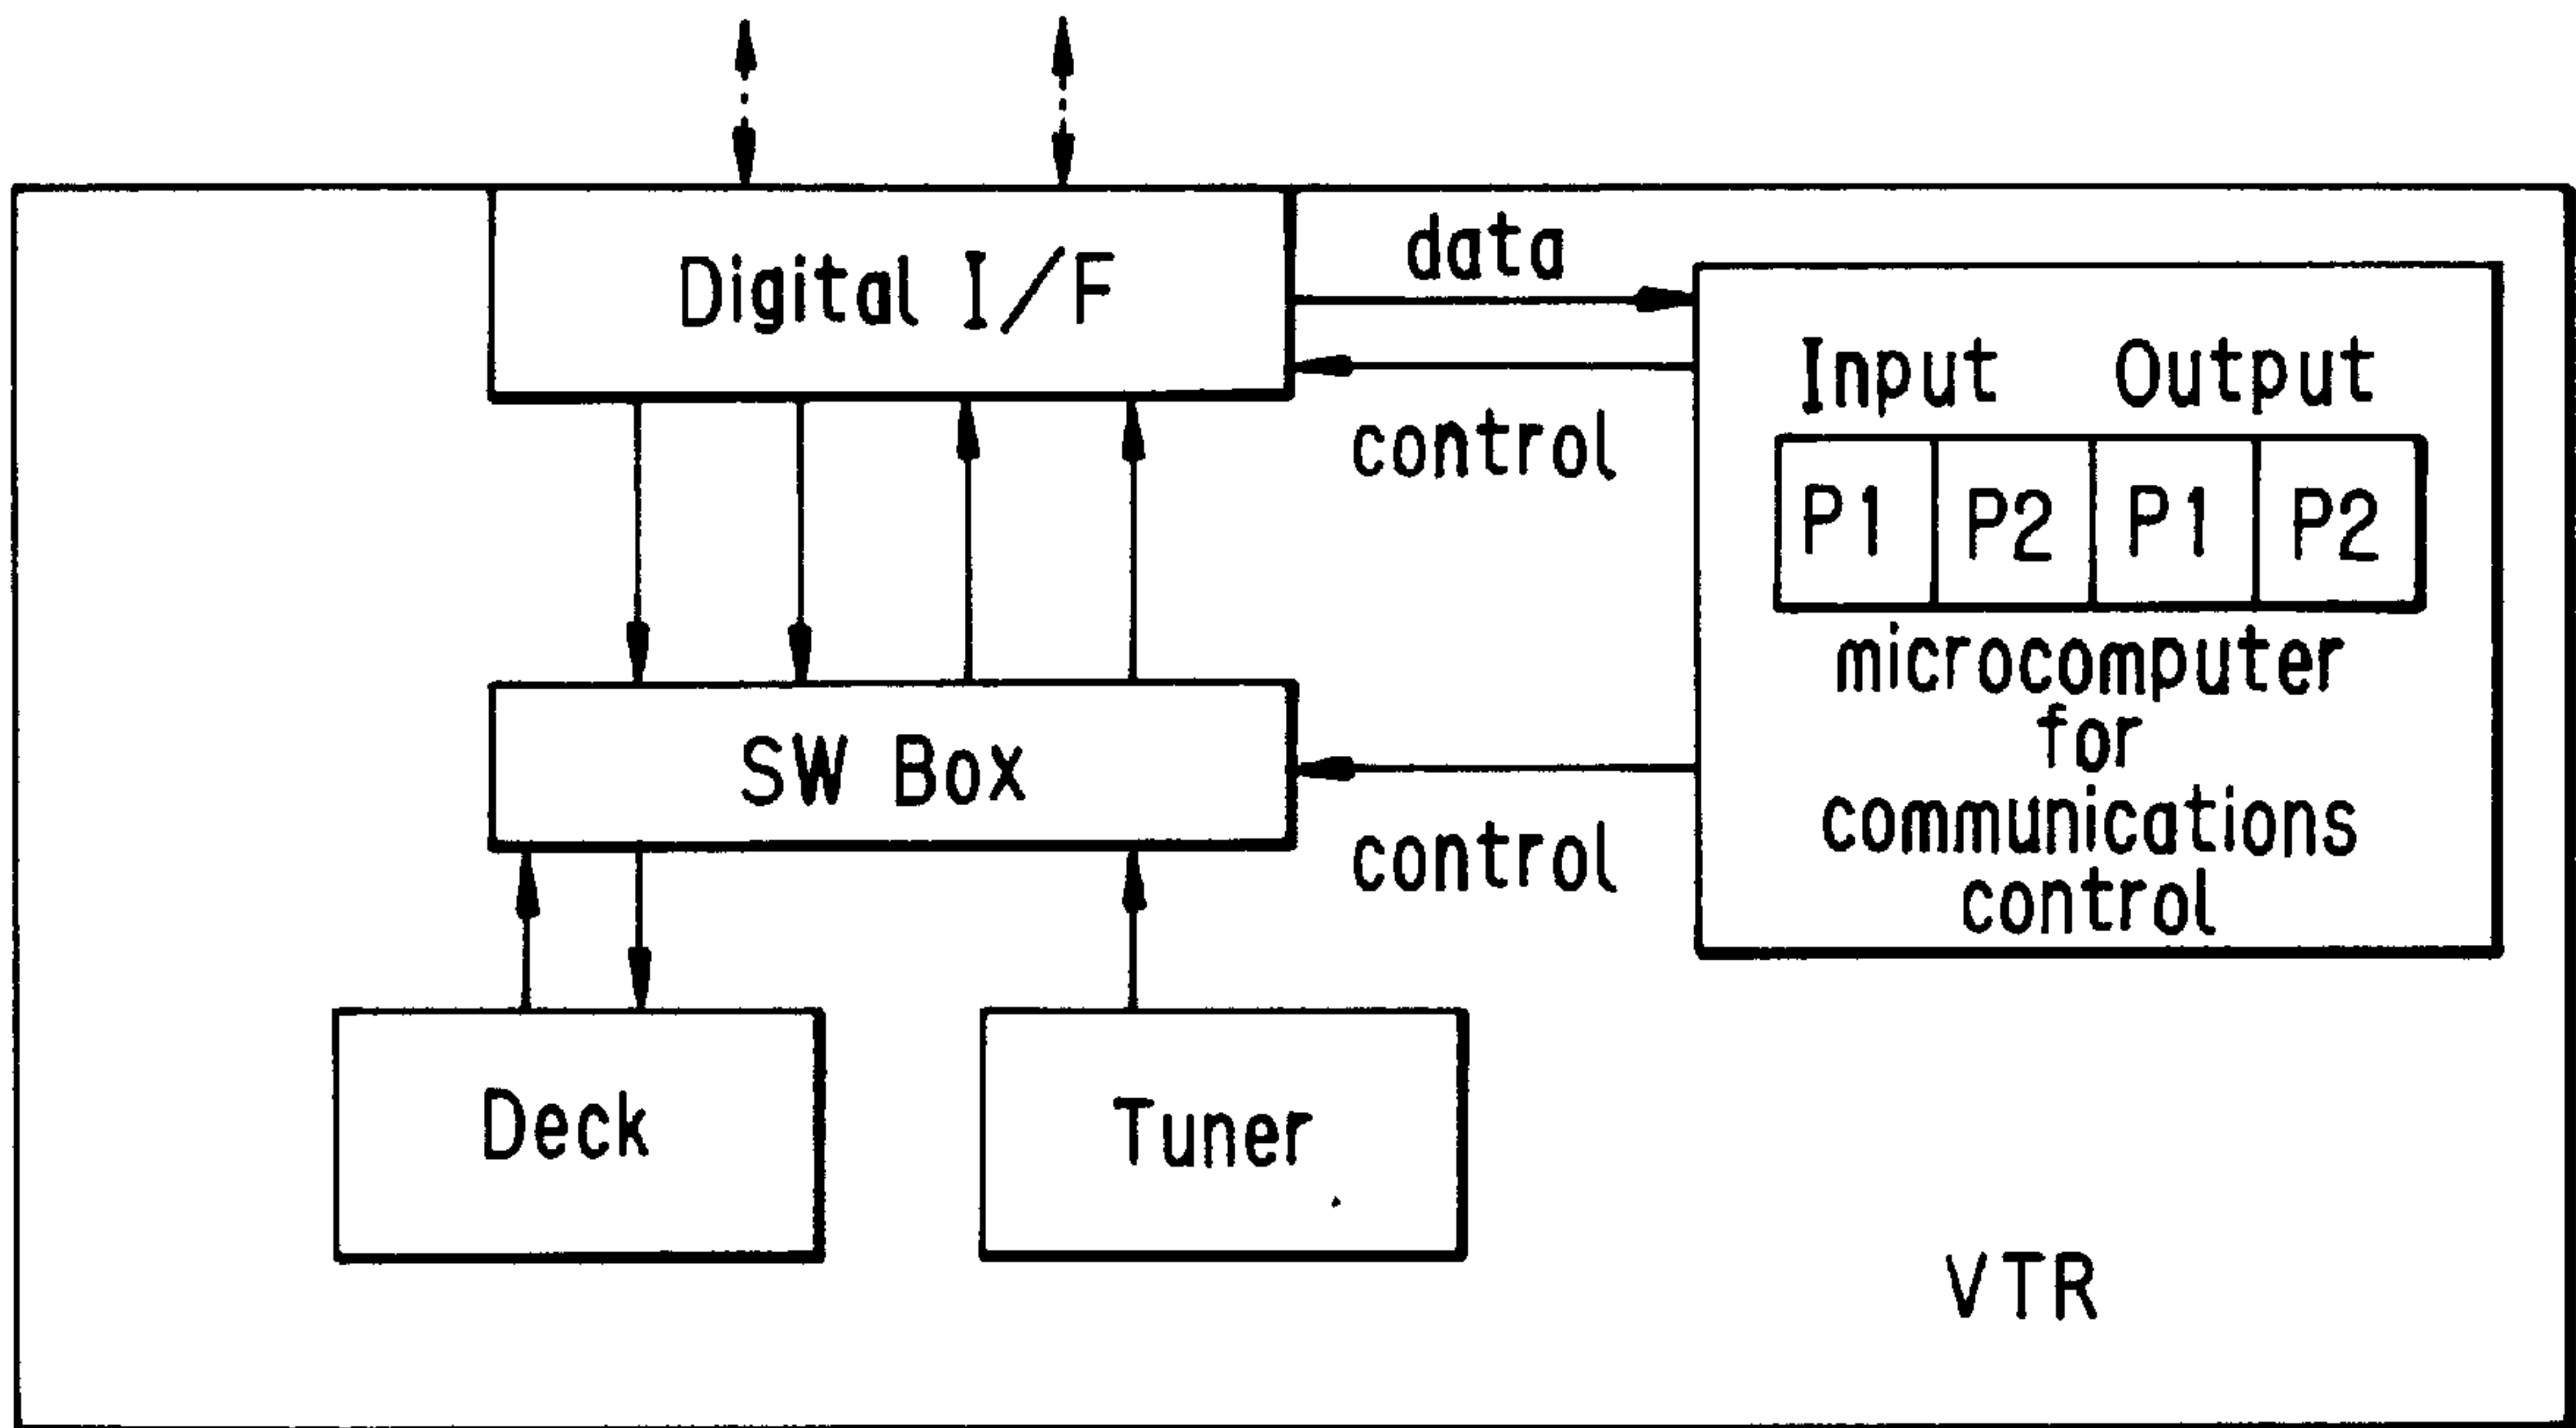 data
Digital I/F
control
Input Output
P1 P2 P1 P2
microcomputer
for
communications
control
SW Box
control
Deck
Tuner
VTR